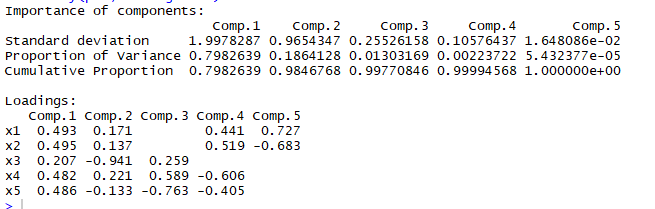 Importance of components:
                          Comp.1    Comp.2     Comp.3     Comp.4       Comp.5
Standard deviation     1.9978287 0.9654347 0.25526158 0.10576437 1.648086e-02
Proportion of Variance 0.7982639 0.1864128 0.01303169 0.00223722 5.432377e-05
Cumulative Proportion  0.7982639 0.9846768 0.99770846 0.99994568 1.000000e+00
Loadings:
   Comp.1 Comp.2 Comp.3 Comp.4 Comp.5
x1  0.493  0.171         0.441  0.727
x2  0.495  0.137         0.519 -0.683
x3  0.207 -0.941  0.259
x4  0.482  0.221  0.589 -0.606
x5  0.486 -0.133 -0.763 -0.405
>